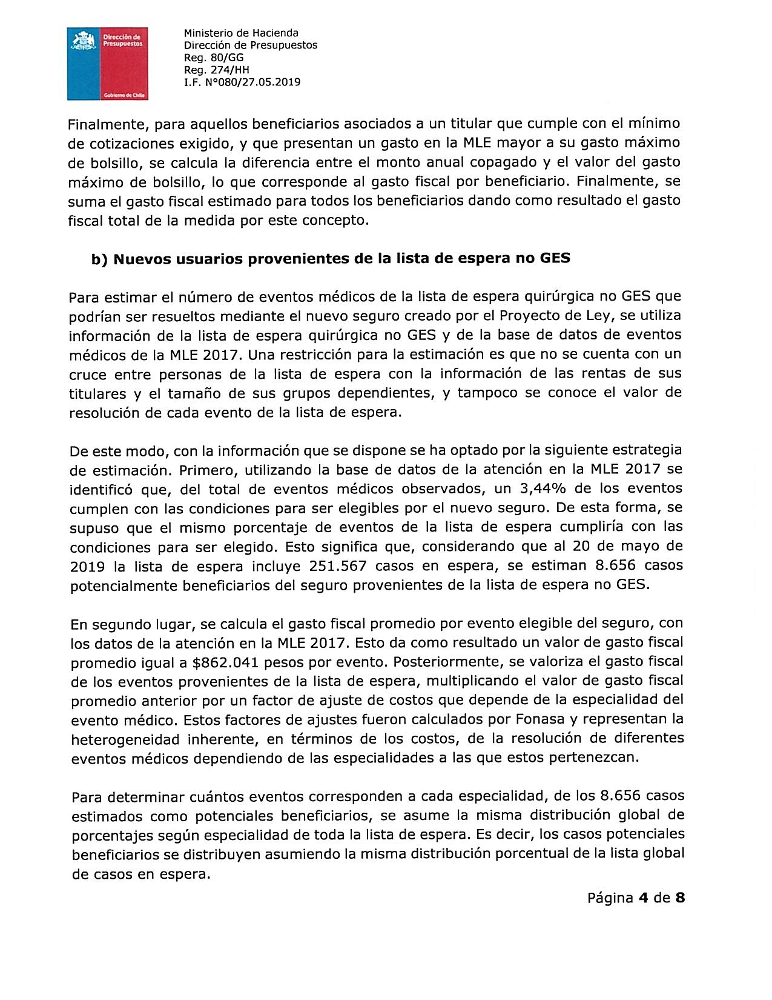 Dirección de
Presupuestos
Gobierno de Chile
Ministerio de Hacienda
Dirección de Presupuestos
Reg. 80/GG
Reg. 274/HH
I.F. N°080/27.05.2019
Finalmente, para aquellos beneficiarios asociados a un titular que cumple con el mínimo
de cotizaciones exigido, y que presentan un gasto en la MLE mayor a su gasto máximo
de bolsillo, se calcula la diferencia entre el monto anual copagado y el valor del gasto
máximo de bolsillo, lo que corresponde al gasto fiscal por beneficiario. Finalmente, se
suma el gasto fiscal estimado para todos los beneficiarios dando como resultado el gasto
fiscal total de la medida por este concepto.
b) Nuevos usuarios provenientes de la lista de espera no GES
Para estimar el número de eventos médicos de la lista de espera quirúrgica no GES que
podrían ser resueltos mediante el nuevo seguro creado por el Proyecto de Ley, se utiliza
información de la lista de espera quirúrgica no GES y de la base de datos de eventos
médicos de la MLE 2017. Una restricción para la estimación es que no se cuenta con un
cruce entre personas de la lista de espera con la información de las rentas de sus
titulares y el tamaño de sus grupos dependientes, y tampoco se conoce el valor de
resolución de cada evento de la lista de espera.
De este modo, con la información que se dispone se ha optado por la siguiente estrategia
de estimación. Primero, utilizando la base de datos de la atención en la MLE 2017 se
identificó que, del total de eventos médicos observados, un 3,44% de los eventos
cumplen con las condiciones para ser elegibles por el nuevo seguro. De esta forma, se
supuso que el mismo porcentaje de eventos de la lista de espera cumpliría con las
condiciones para ser elegido. Esto significa que, considerando que al 20 de mayo de
2019 la lista de espera incluye 251.567 casos en espera, se estiman 8.656 casos
potencialmente beneficiarios del seguro provenientes de la lista de espera no GES.
En segundo lugar, se calcula el gasto fiscal promedio por evento elegible del seguro, con
los datos de la atención en la MLE 2017. Esto da como resultado un valor de gasto fiscal
promedio igual a $862.041 pesos por evento. Posteriormente, se valoriza el gasto fiscal
de los eventos provenientes de la lista de espera, multiplicando el valor de gasto fiscal
promedio anterior por un factor de ajuste de costos que depende de la especialidad del
evento médico. Estos factores de ajustes fueron calculados por Fonasa y representan la
heterogeneidad inherente, en términos de los costos, de la resolución de diferentes
eventos médicos dependiendo de las especialidades a las que estos pertenezcan.
Para determinar cuántos eventos corresponden a cada especialidad, de los 8.656 casos
estimados como potenciales beneficiarios, se asume la misma distribución global de
porcentajes según especialidad de toda la lista de espera. Es decir, los casos potenciales
beneficiarios se distribuyen asumiendo la misma distribución porcentual de la lista global
de casos en espera.
Página 4 de 8